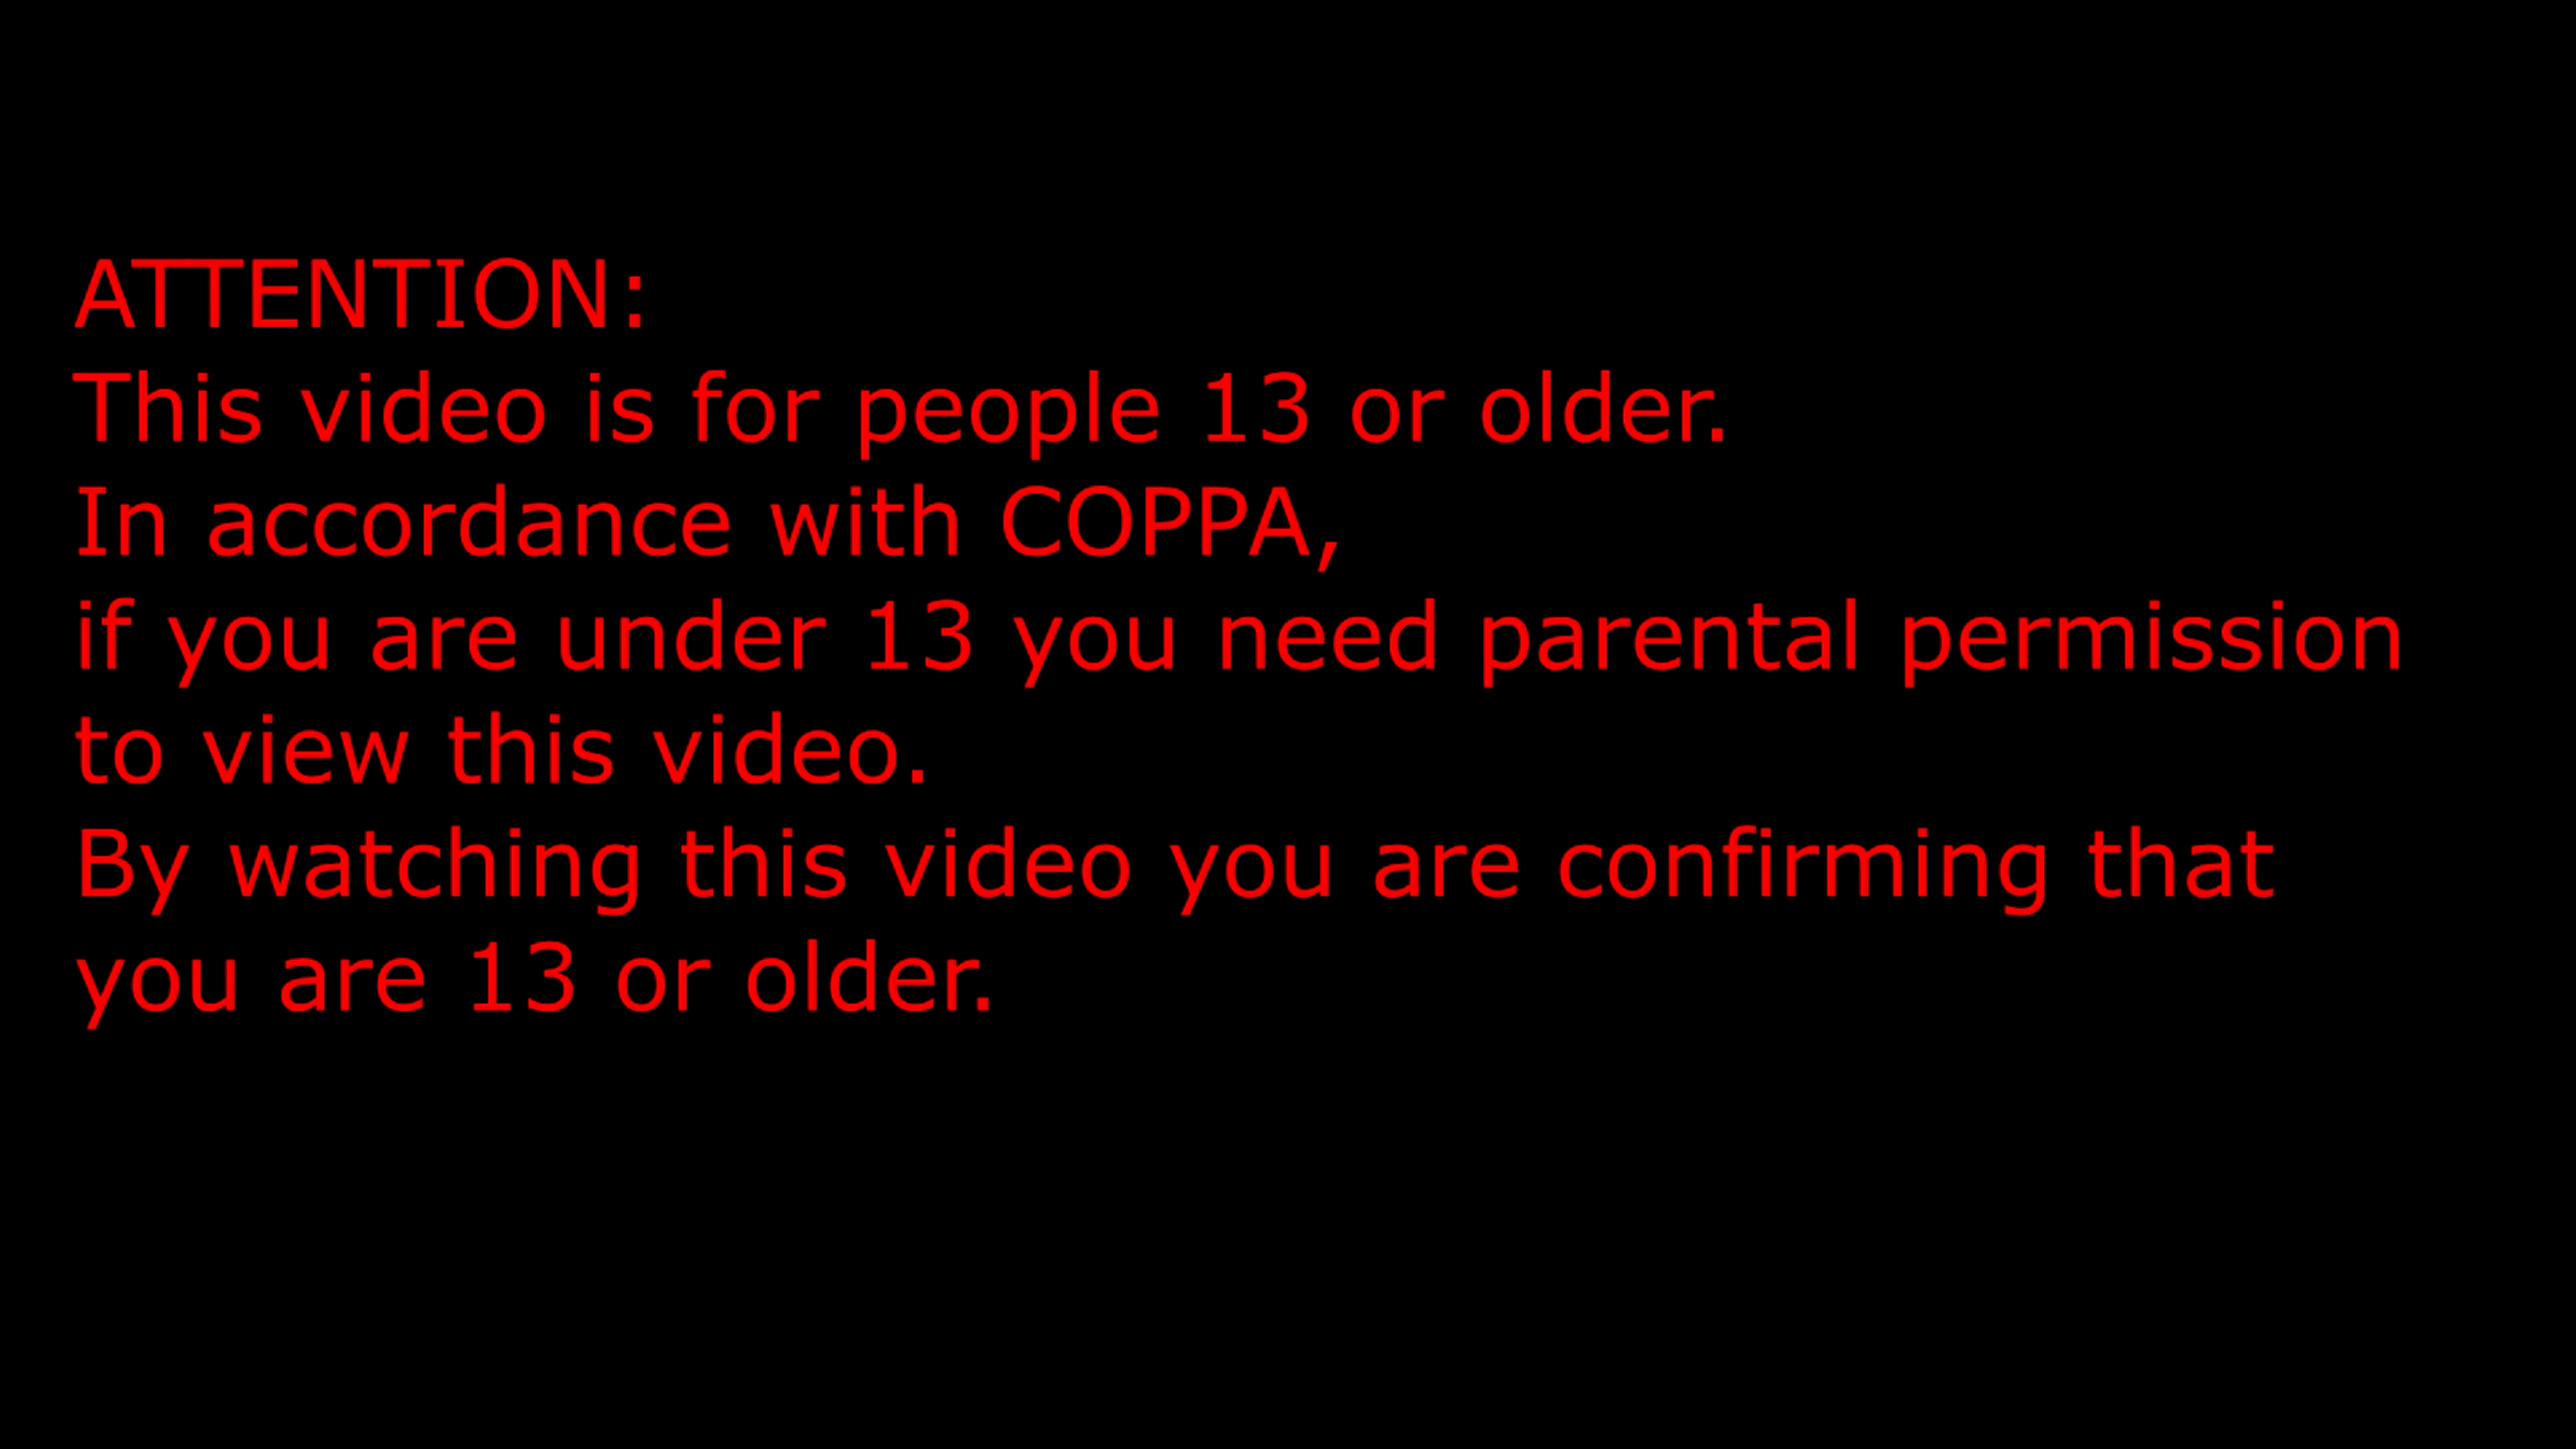 ATTENTION:
This video is for people 13 or older.
In accordance with COPPA,
if you are under 13 you need parental permission
to view this video.
By watching this video you are confirming that
you are 13 or older.